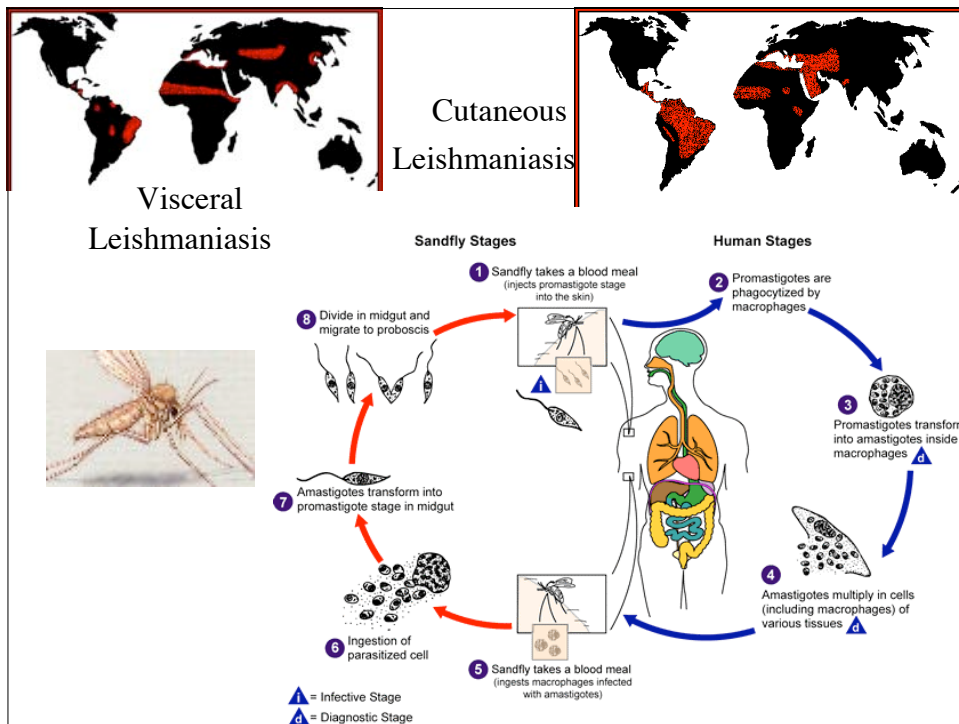 Cutaneous
Leishmaniasis
Visceral
Leishmaniasis
Sandfly Stages
Human Stages
1 Sandfly takes a blood meal
(injects promastigote stage
into the skin)
2 Promastigotes are
phagocytized by
macrophages
3
Promastigotes transform
into amastigotes inside
macrophages d
4
Amastigotes multiply in cells
(including macrophages) of
various tissues d
5 Sandfly takes a blood meal
(ingests macrophages infected
with amastigotes)
6 Ingestion of
parasitized cell
7 Amastigotes transform into
promastigote stage in midgut
8 Divide in midgut and
migrate to proboscis
i
i = Infective Stage
d = Diagnostic Stage